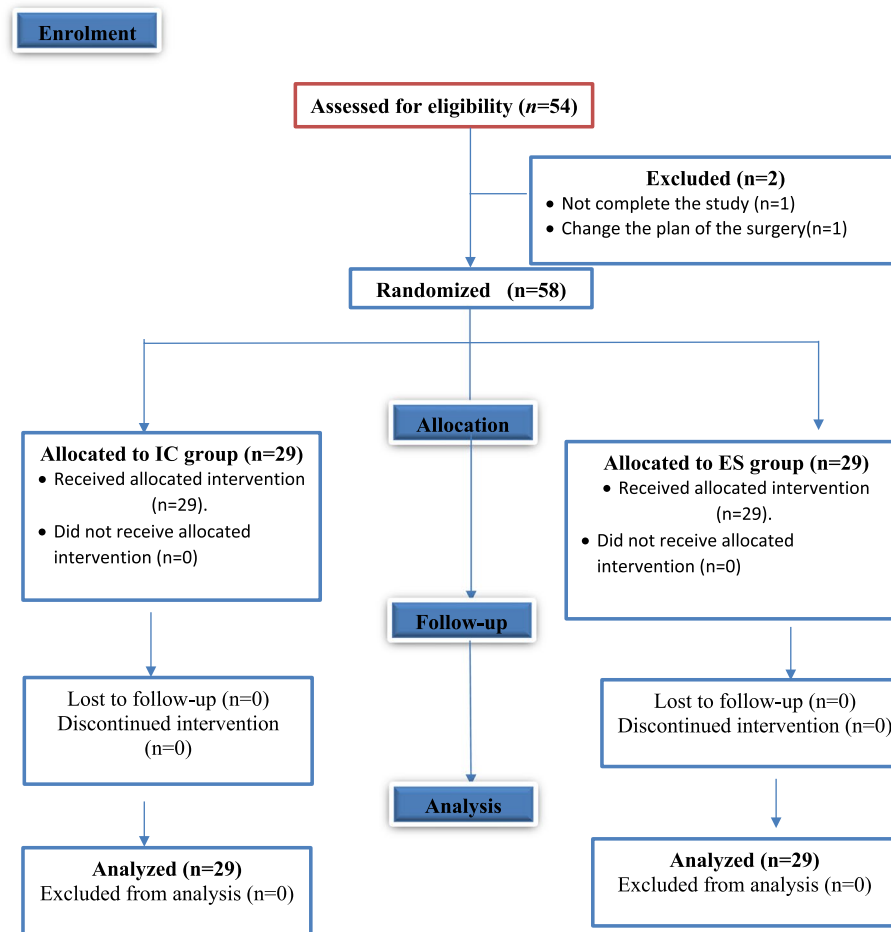 Enrolment
Assessed for eligibility (n=54)
Excluded (n=2)
• Not complete the study (n=1)
• Change the plan of the surgery(n=1)
Randomized (n=58)
Allocation
Allocated to IC group (n=29)
• Received allocated intervention
(n=29).
• Did not receive allocated
intervention (n=0)
Allocated to ES group (n=29)
• Received allocated intervention
(n=29).
• Did not receive allocated
intervention (n=0)
Follow-up
Lost to follow-up (n=0)
Discontinued intervention
(n=0)
Lost to follow-up (n=0)
Discontinued intervention (n=0)
Analysis
Analyzed (n=29)
Excluded from analysis (n=0)
Analyzed (n=29)
Excluded from analysis (n=0)